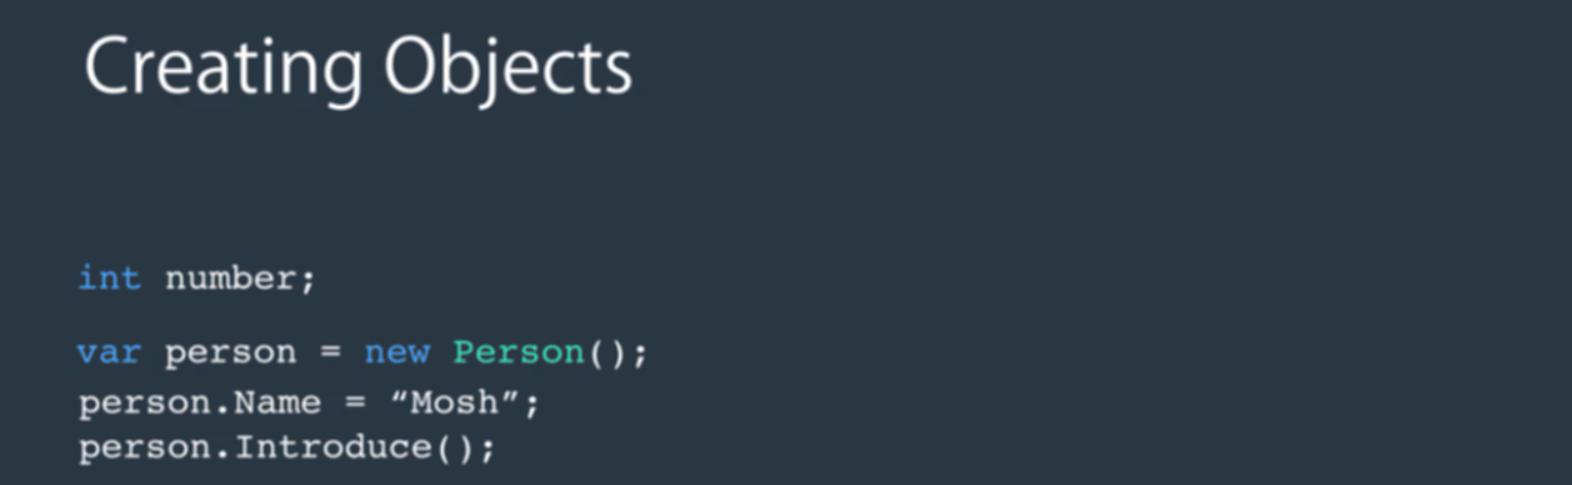 Creating Objects
int number;
var person = new Person();
person.Name = “Mosh”;
person.Introduce();